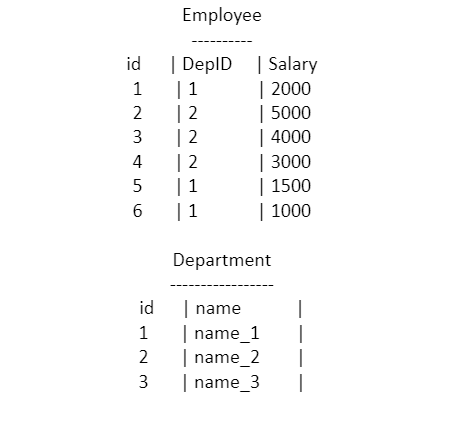 Employee
----------
id | DepID | Salary
1 | 1 | 2000
2 | 2 | 5000
3 | 2 | 4000
4 | 2 | 3000
5 | 1 | 1500
6 | 1 | 1000
Department
-----------------
id | name |
1 | name_1 |
2 | name_2 |
3 | name_3 |